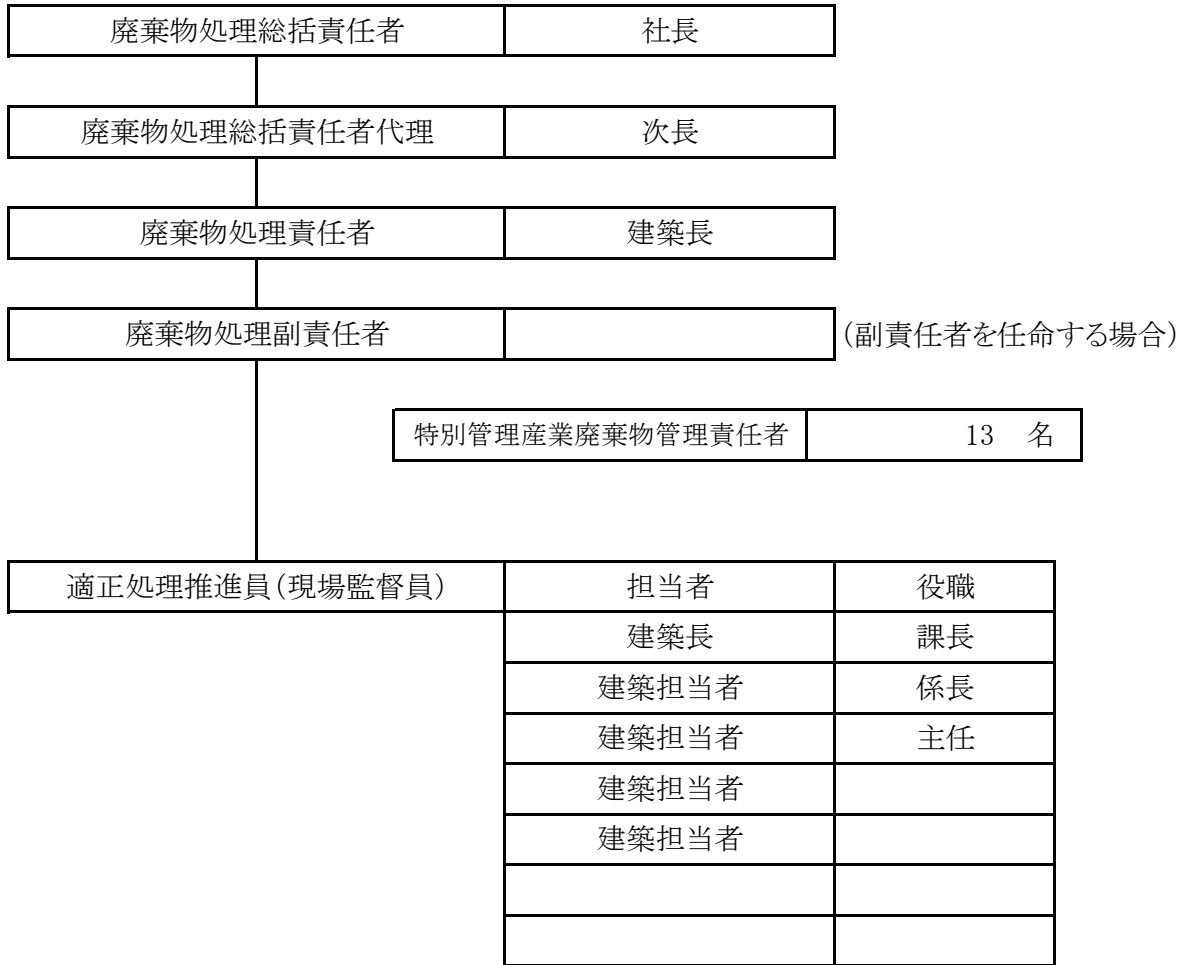 廃棄物処理総括責任者 社長
廃棄物処理総括責任者代理 次長
廃棄物処理責任者 建築長
廃棄物処理副責任者 (副責任者を任命する場合)
特別管理産業廃棄物管理責任者 13 名
適正処理推進員(現場監督員) 担当者 役職
建築長 課長
建築担当者 係長
建築担当者 主任
建築担当者
建築担当者